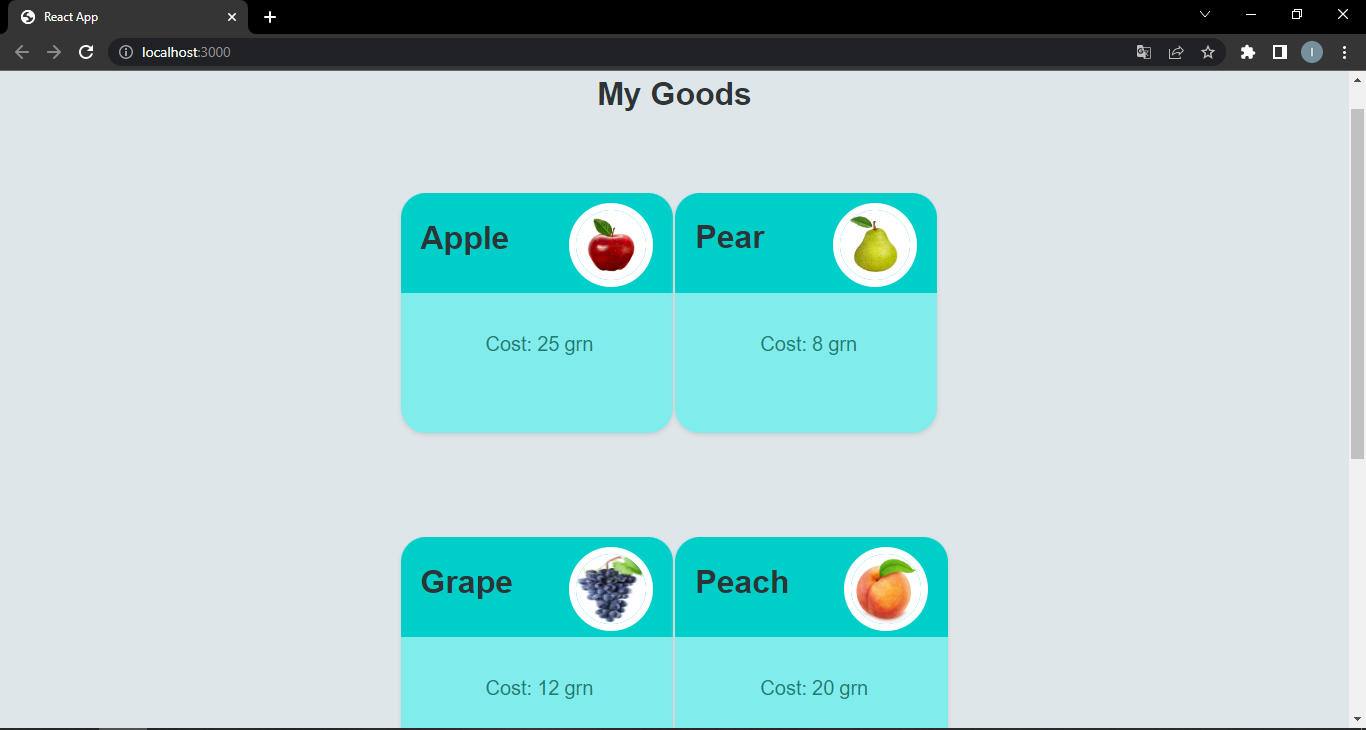 React App
localhost:3000
I
My Goods
Apple
Pear
Cost: 25 grn
Cost: 8 grn
Grape
Peach
Cost: 12 grn
Cost: 20 grn